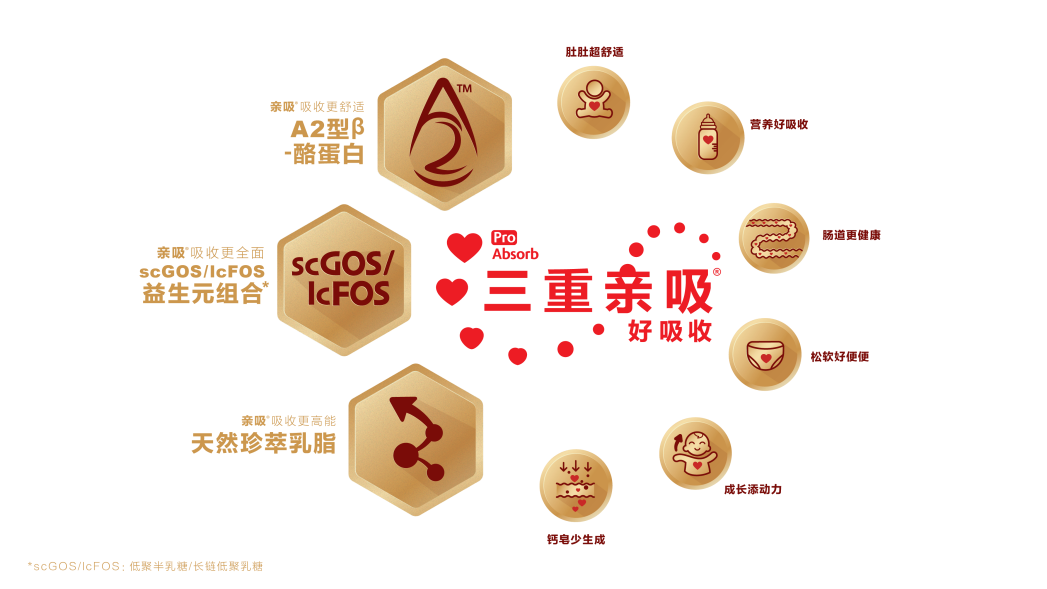 肚肚超舒适
亲吸®吸收更舒适
A2型β
-酪蛋白
A2™
营养好吸收
肠道更健康
亲吸®吸收更全面
scGOS/lcFOS
益生元组合*
scGOS/
lcFOS
Pro
Absorb
三重亲吸®
好吸收
松软好便便
亲吸®吸收更高能
天然珍萃乳脂
成长添动力
钙皂少生成
*scGOS/lcFOS: 低聚半乳糖/长链低聚乳糖